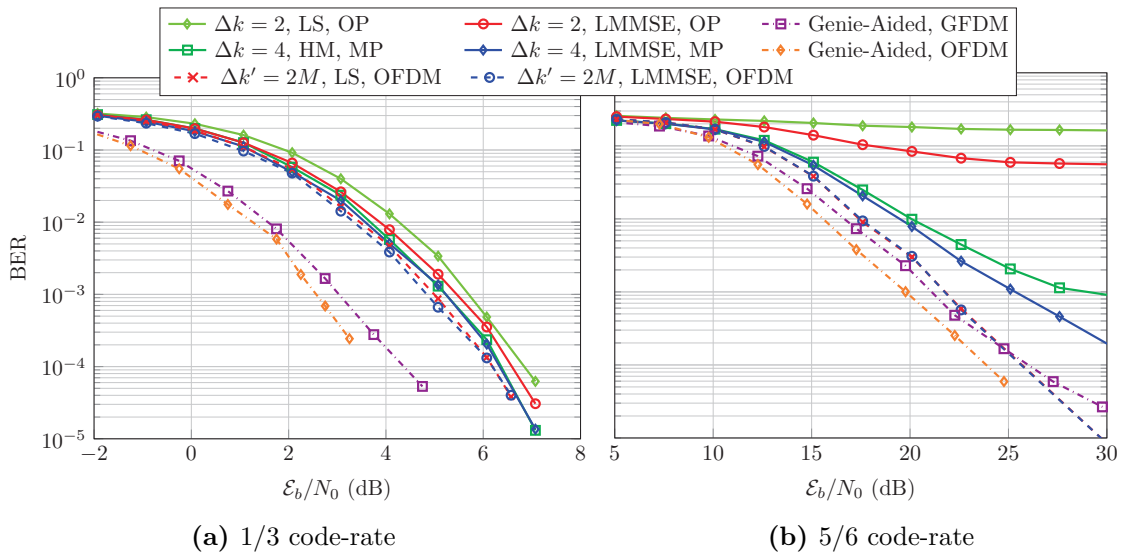 Δk = 2, LS, OP
Δk = 2, LMMSE, OP
Genie-Aided, GFDM
Δk = 4, HM, MP
Δk = 4, LMMSE, MP
Genie-Aided, OFDM
Δk′ = 2M, LS, OFDM
Δk′ = 2M, LMMSE, OFDM
10⁰
10⁻¹
10⁻²
10⁻³
10⁻⁴
10⁻⁵
BER
−2 0 2 4 6 8
5 10 15 20 25 30
ℰb/N0 (dB)
ℰb/N0 (dB)
(a) 1/3 code-rate
(b) 5/6 code-rate